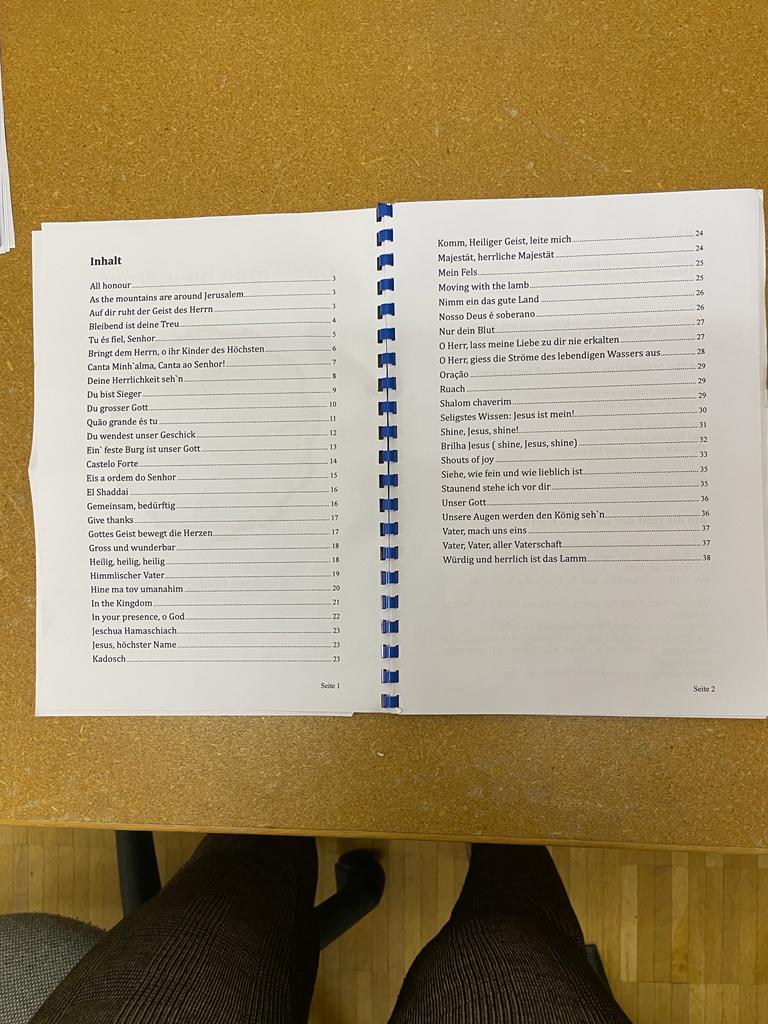 Inhalt
All honour 3
As the mountains are around Jerusalem 3
Auf dir ruht der Geist des Herrn 3
Bleibend ist deine Treu 4
Tu és fiel, Senhor 5
Bringt dem Herrn, o ihr Kinder des Höchsten 6
Canta Minh`alma, Canta ao Senhor! 7
Deine Herrlichkeit seh`n 8
Du bist Sieger 9
Du grosser Gott 10
Quão grande és tu 11
Du wendest unser Geschick 12
Ein` feste Burg ist unser Gott 13
Castelo Forte 14
Eis a ordem do Senhor 15
El Shaddai 16
Gemeinsam, bedürftig 16
Give thanks 17
Gottes Geist bewegt die Herzen 17
Gross und wunderbar 18
Heilig, heilig, heilig 18
Himmlischer Vater 19
Hine ma tov umanahim 20
In the Kingdom 21
In your presence, o God 22
Jeschua Hamaschiach 23
Jesus, höchster Name 23
Kadosch 23
Seite 1
Komm, Heiliger Geist, leite mich 24
Majestät, herrliche Majestät 24
Mein Fels 25
Moving with the lamb 25
Nimm ein das gute Land 26
Nosso Deus é soberano 26
Nur dein Blut 27
O Herr, lass meine Liebe zu dir nie erkalten 27
O Herr, giess die Ströme des lebendigen Wassers aus 28
Oração 29
Ruach 29
Shalom chaverim 29
Seligstes Wissen: Jesus ist mein! 30
Shine, Jesus, shine! 31
Brilha Jesus ( shine, Jesus, shine) 32
Shouts of joy 33
Siehe, wie fein und wie lieblich ist 35
Staunend stehe ich vor dir 35
Unser Gott 36
Unsere Augen werden den König seh`n 36
Vater, mach uns eins 37
Vater, Vater, aller Vaterschaft 37
Würdig und herrlich ist das Lamm 38
Seite 2